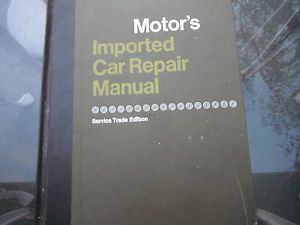 Motor's
Imported
Car Repair
Manual
Service Trade Edition